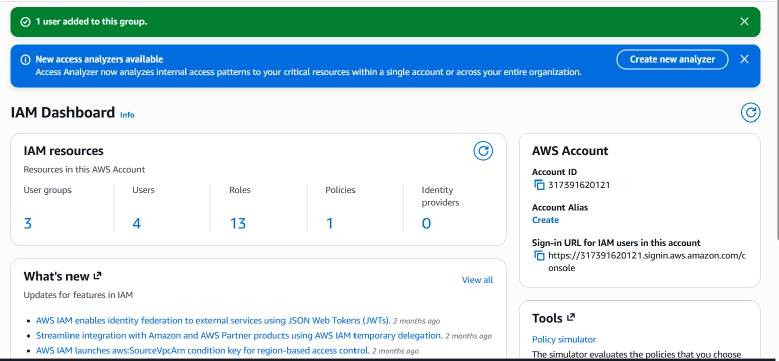 1 user added to this group.
New access analyzers available
Access Analyzer now analyzes internal access patterns to your critical resources within a single account or across your entire organization.
Create new analyzer
IAM Dashboard Info
IAM resources
Resources in this AWS Account
User groups
3
Users
4
Roles
13
Policies
1
Identity
providers
0
AWS Account
Account ID
317391620121
Account Alias
Create
Sign-in URL for IAM users in this account
https://317391620121.signin.aws.amazon.com/c
onsole
What's new
View all
Updates for features in IAM
AWS IAM enables identity federation to external services using JSON Web Tokens (JWTs). 2 months ago
Streamline integration with Amazon and AWS Partner products using AWS IAM temporary delegation. 2 months ago
AWS IAM launches aws:SourceVpcArn condition key for region-based access control. 2 months ago
Tools
Policy simulator
The simulator evaluates the policies that you choose